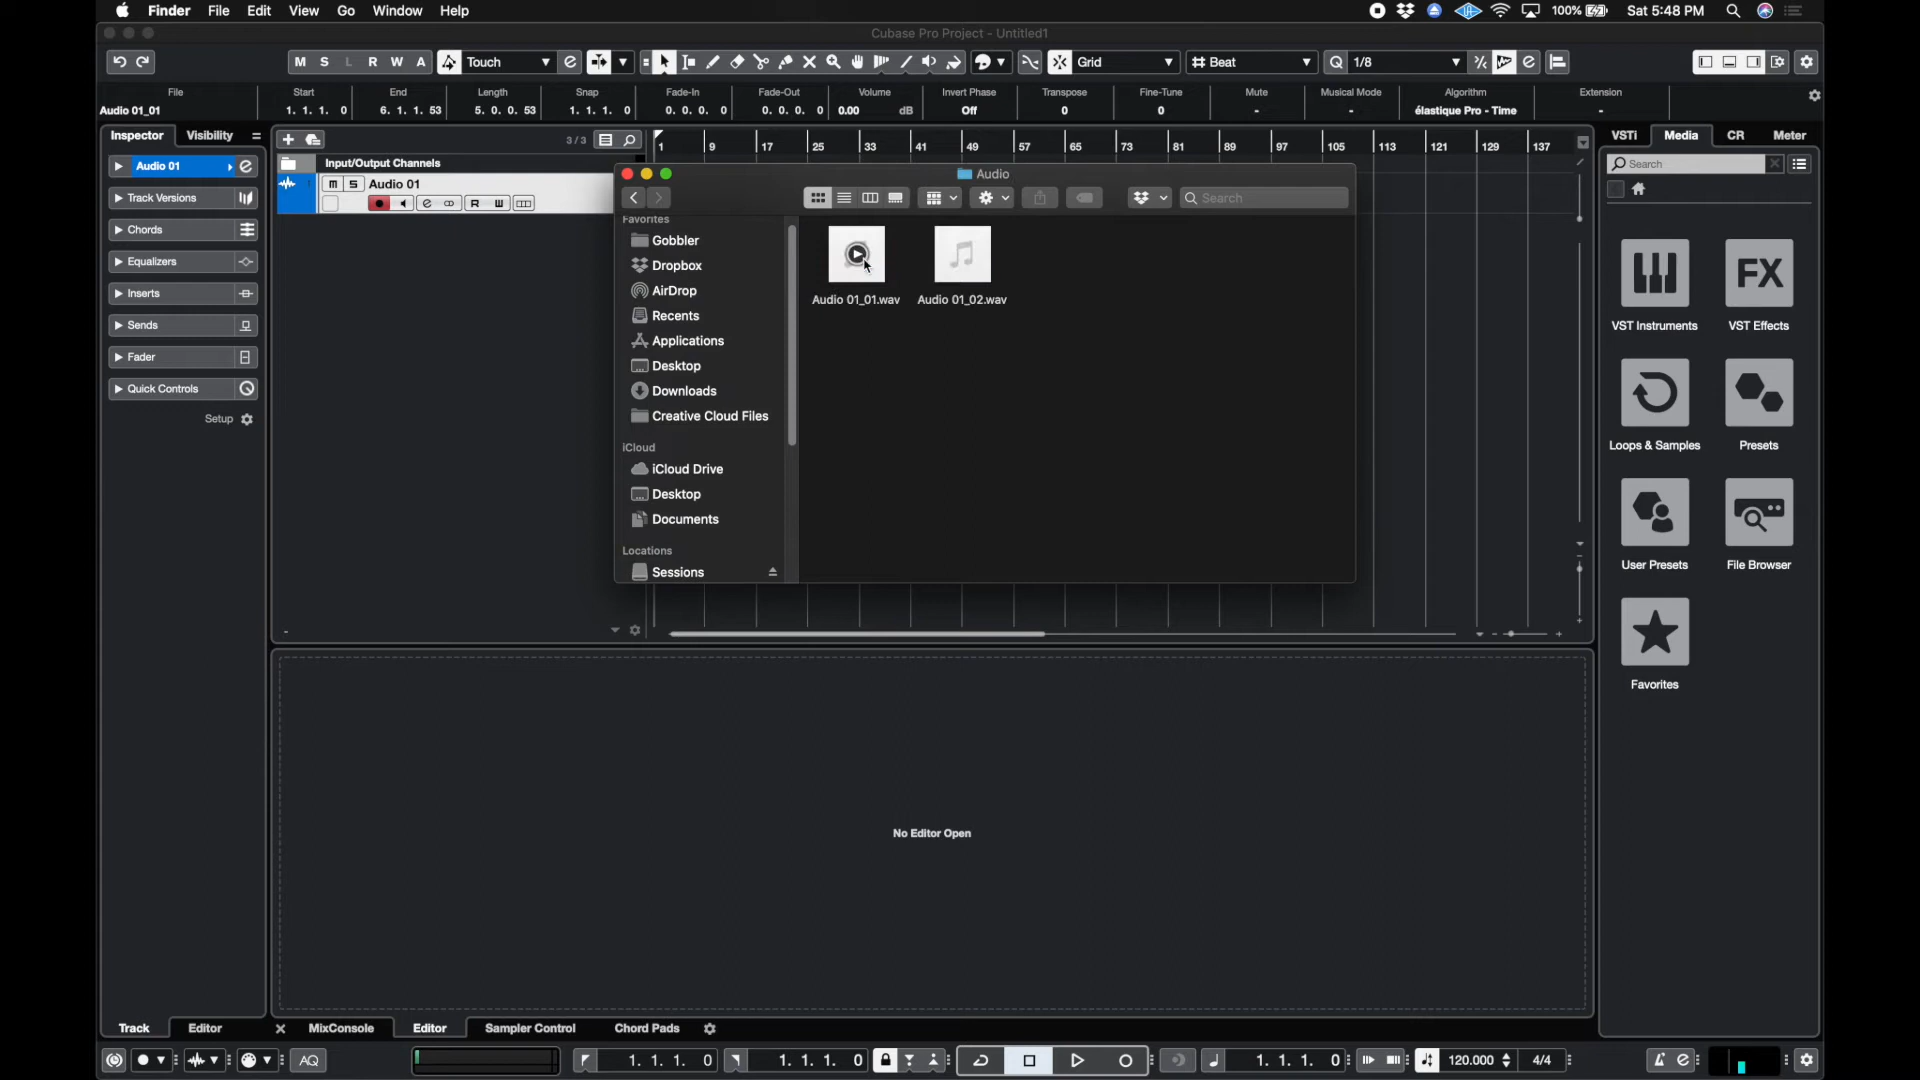 Finder File Edit View Go Window Help 100% Sat 5:48 PM
Cubase Pro Project - Untitled1
M S L R W A Touch Grid Beat Q 1/8
File Start End Length Snap Fade-In Fade-Out Volume Invert Phase Transpose Fine-Tune Mute Musical Mode Algorithm Extension
Audio 01_01 1. 1. 1. 0 6. 1. 1. 53 5. 0. 0. 53 1. 1. 1. 0 0. 0. 0. 0 0. 0. 0. 0 0.00 dB Off 0 0 - - élastique Pro - Time -
Inspector Visibility 3/3 1 9 17 25 33 41 49 57 65 73 81 89 97 105 113 121 129 137 VSTi Media CR Meter
Audio 01 Input/Output Channels Search
m S Audio 01
R W
Track Versions
Chords
Equalizers
Inserts
Sends
Fader
Quick Controls
Setup
Audio
Search
Favorites
Gobbler
Dropbox
AirDrop
Recents
Applications
Desktop
Downloads
Creative Cloud Files
iCloud
iCloud Drive
Desktop
Documents
Locations
Sessions
Audio 01_01.wav Audio 01_02.wav
FX
VST Instruments VST Effects
Loops & Samples Presets
User Presets File Browser
Favorites
No Editor Open
Track Editor MixConsole Editor Sampler Control Chord Pads
AQ 1. 1. 1. 0 1. 1. 1. 0 1. 1. 1. 0 120.000 4/4